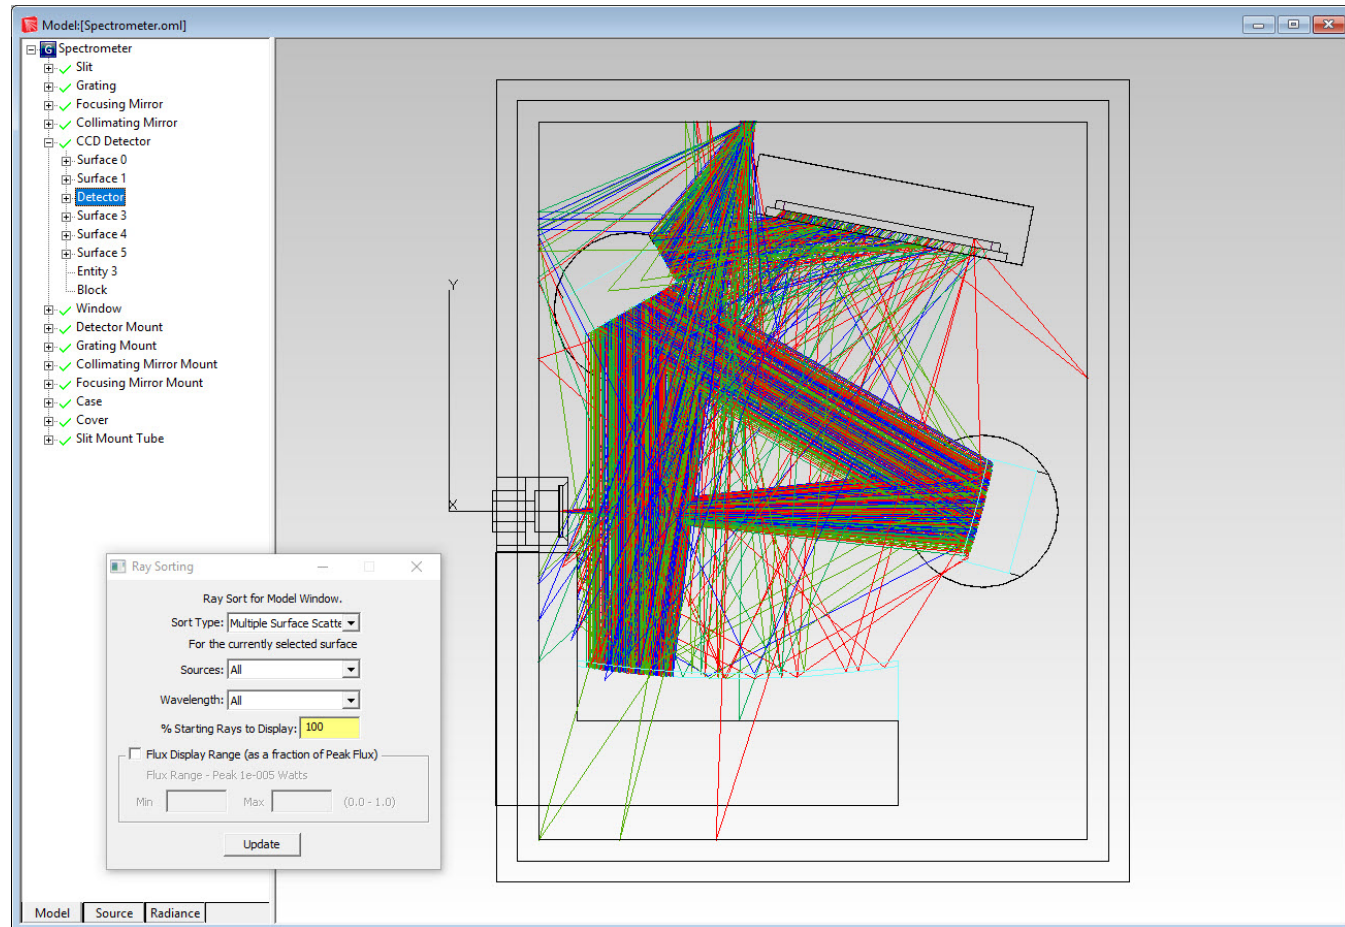 Model:[Spectrometer.oml]
Spectrometer
Slit
Grating
Focusing Mirror
Collimating Mirror
CCD Detector
Surface 0
Surface 1
Detector
Surface 3
Surface 4
Surface 5
Entity 3
Block
Window
Detector Mount
Grating Mount
Collimating Mirror Mount
Focusing Mirror Mount
Case
Cover
Slit Mount Tube
Y
X
Ray Sorting
Ray Sort for Model Window.
Sort Type: Multiple Surface Scatte
For the currently selected surface
Sources: All
Wavelength: All
% Starting Rays to Display: 100
Flux Display Range (as a fraction of Peak Flux)
Flux Range - Peak 1e-005 Watts
Min Max (0.0 - 1.0)
Update
Model Source Radiance